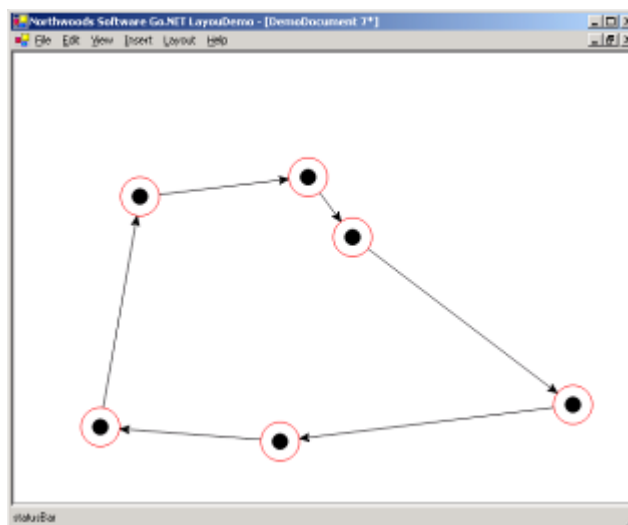 Northwoods Software Go.NET LayouDemo - [DemoDocument 7*]
File Edit View Insert Layout Help
statusBar